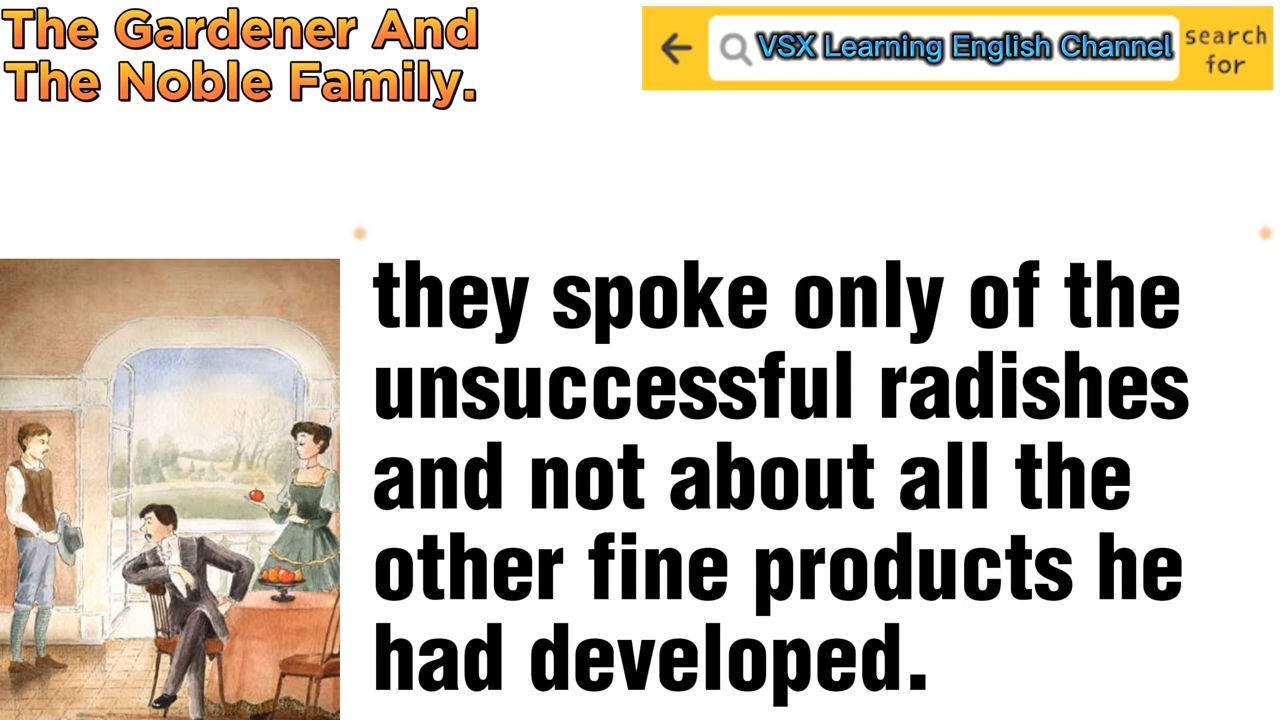 The Gardener And
The Noble Family.
VSX Learning English Channel
search
for
they spoke only of the
unsuccessful radishes
and not about all the
other fine products he
had developed.